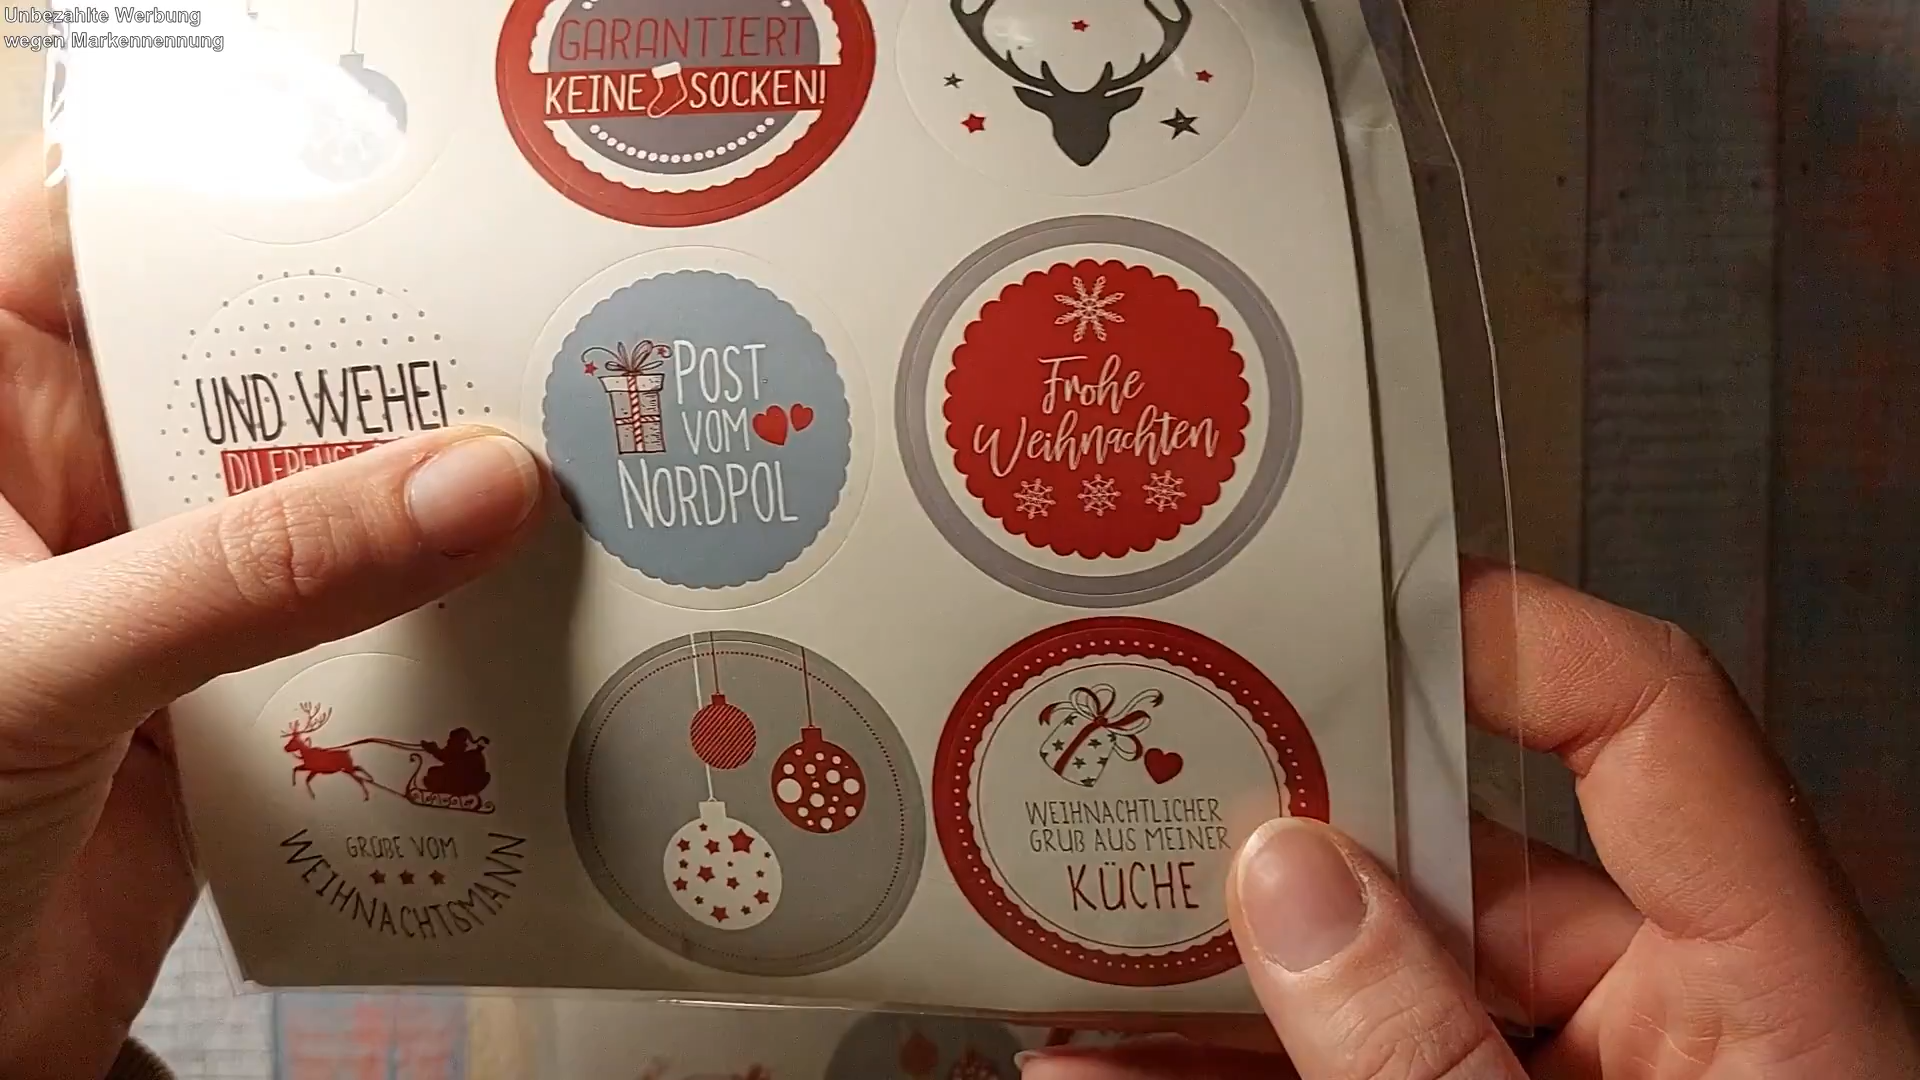 Unbezahlte Werbung
wegen Markennennung
GARANTIERT
KEINE SOCKEN!
UND WEHE!
DU
POST
VOM
NORDPOL
Frohe
Weihnachten
GRÜßE VOM
WEIHNACHTSMANN
WEIHNACHTLICHER
GRUß AUS MEINER
KÜCHE